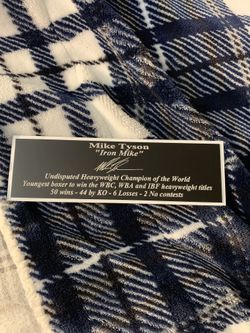 Mike Tyson
"Iron Mike"
Undisputed Heavyweight Champion of the World
Youngest boxer to win the WBC, WBA and IBF heavyweight titles
50 wins - 44 by KO - 6 Losses - 2 No contests